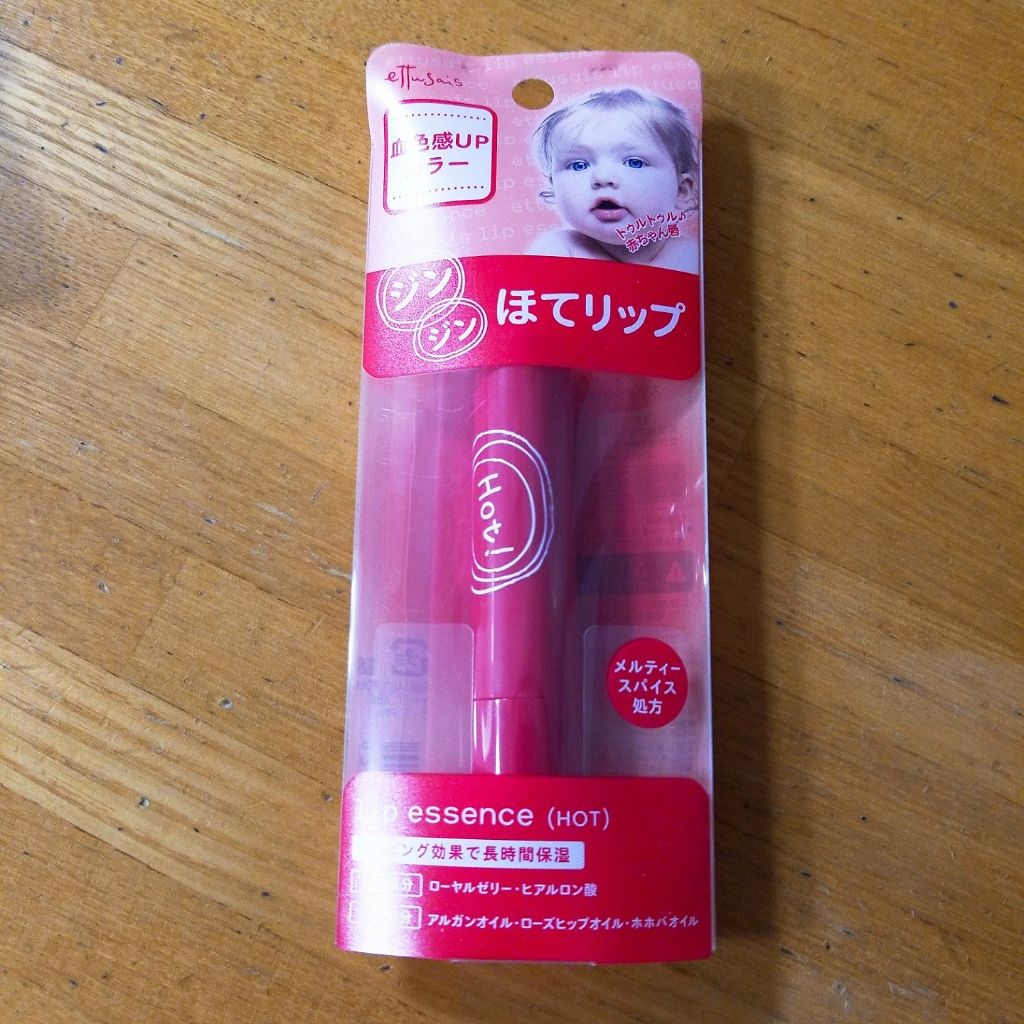 ettusais
血色感UP
カラー
トゥルトゥル♪
赤ちゃん唇
ジン
ジン
ほてリップ
Hot!
メルティー
スパイス
処方
lip essence (HOT)
ピング効果で長時間保湿
分
ローヤルゼリー・ヒアルロン酸
分
アルガンオイル・ローズヒップオイル・ホホバオイル